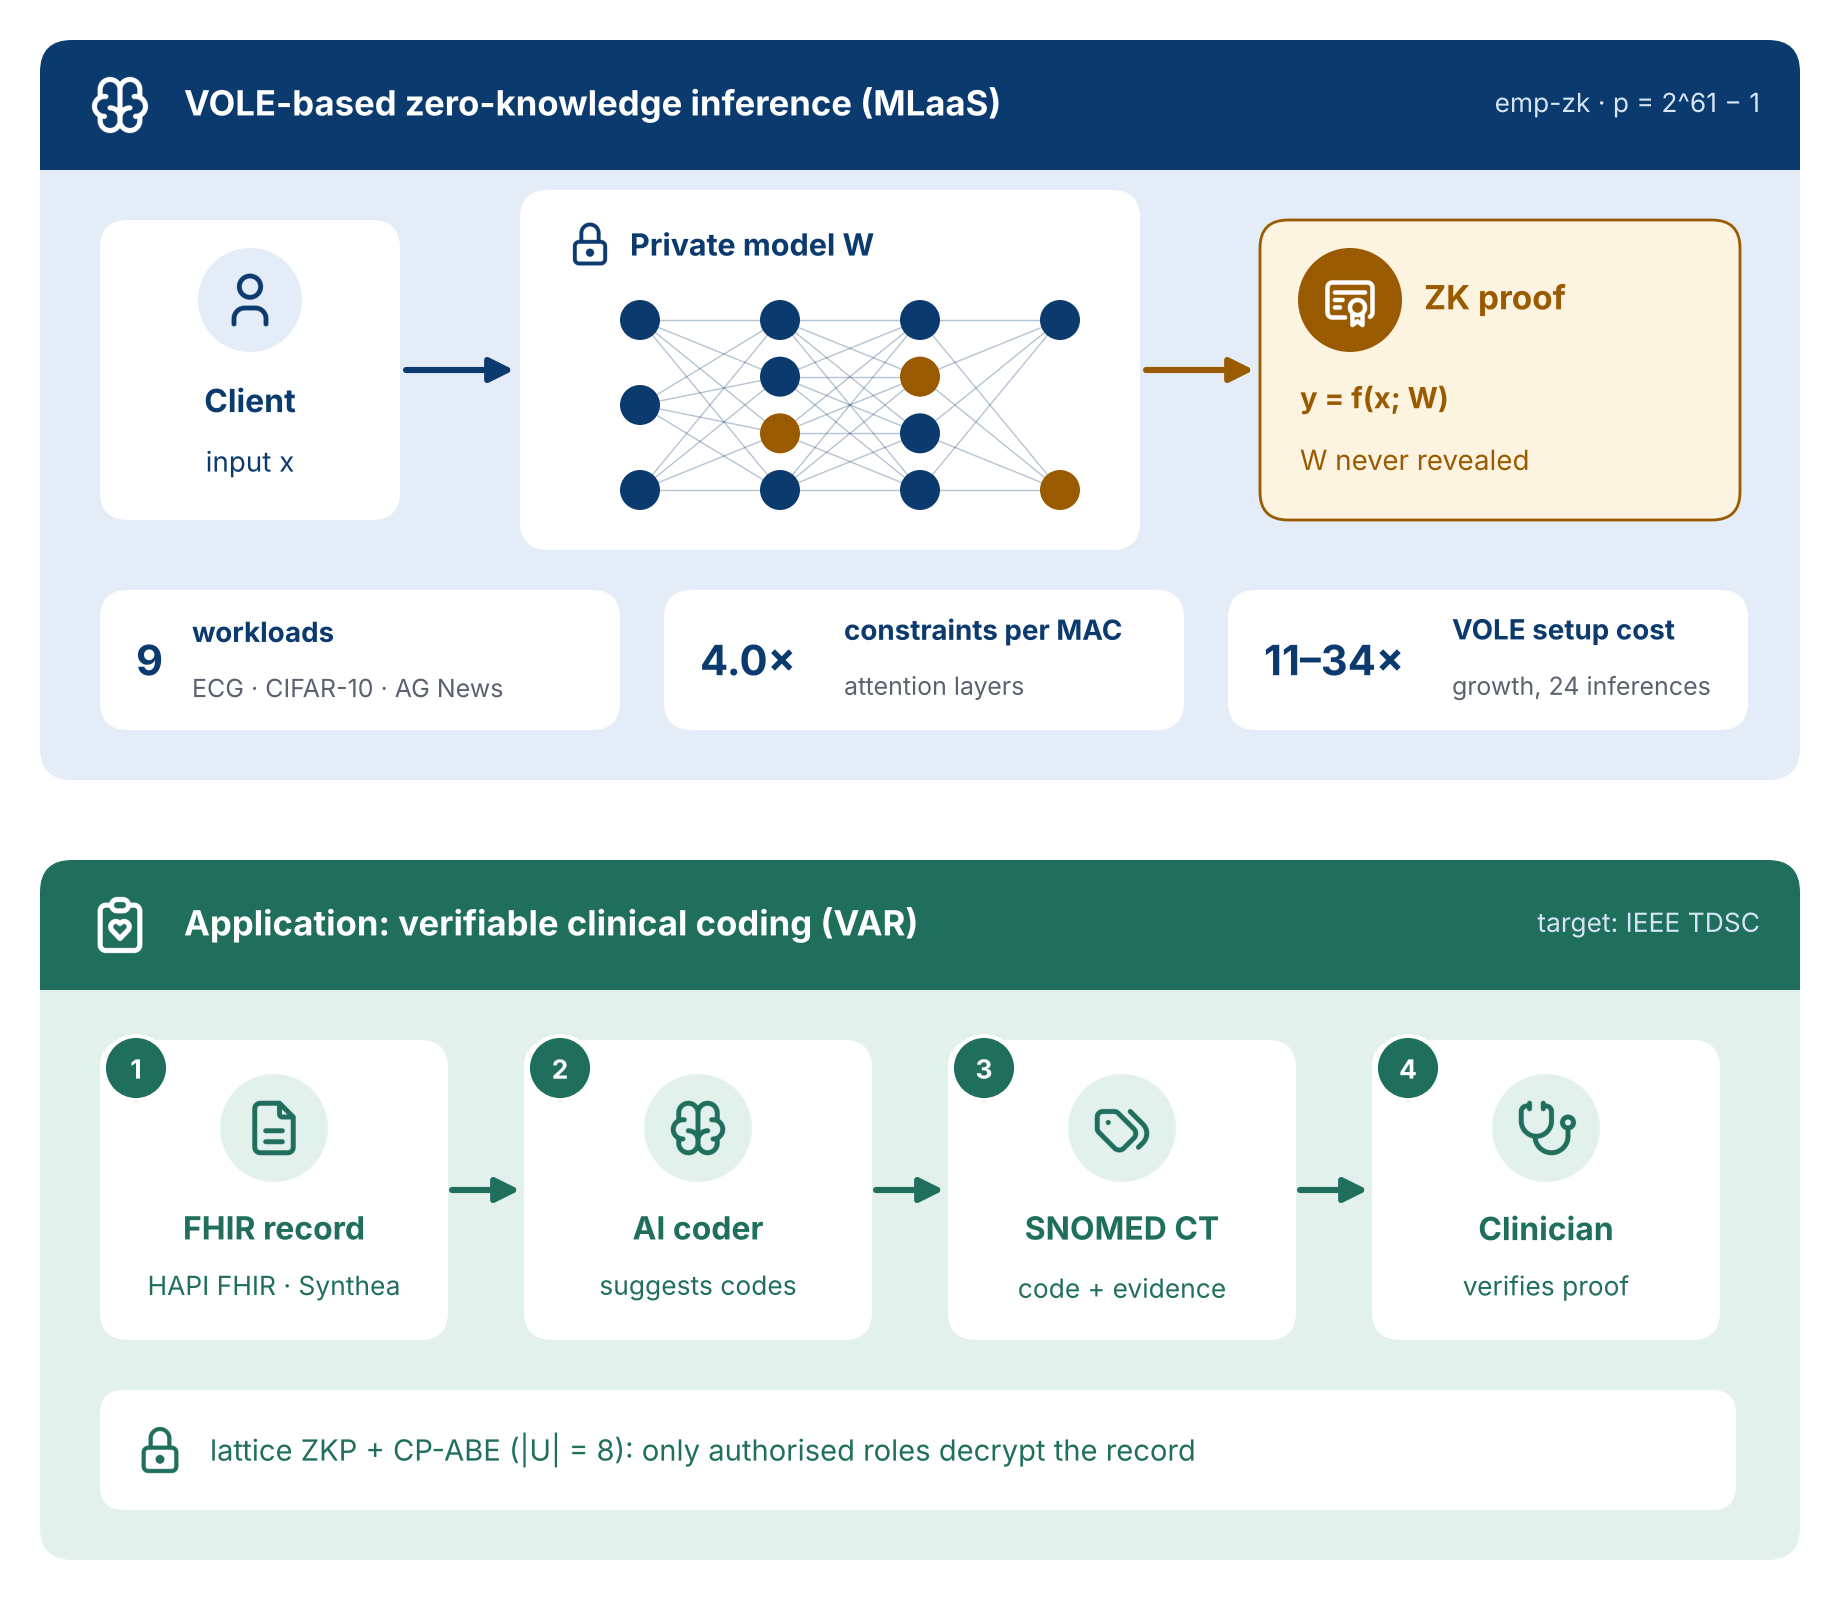 VOLE-based zero-knowledge inference (MLaaS)
emp-zk · p = 2^61 − 1
Client
input x
Private model W
ZK proof
y = f(x; W)
W never revealed
9
workloads
ECG · CIFAR-10 · AG News
4.0×
constraints per MAC
attention layers
11–34×
VOLE setup cost
growth, 24 inferences
Application: verifiable clinical coding (VAR)
target: IEEE TDSC
1
FHIR record
HAPI FHIR · Synthea
2
AI coder
suggests codes
3
SNOMED CT
code + evidence
4
Clinician
verifies proof
lattice ZKP + CP-ABE (|U| = 8): only authorised roles decrypt the record